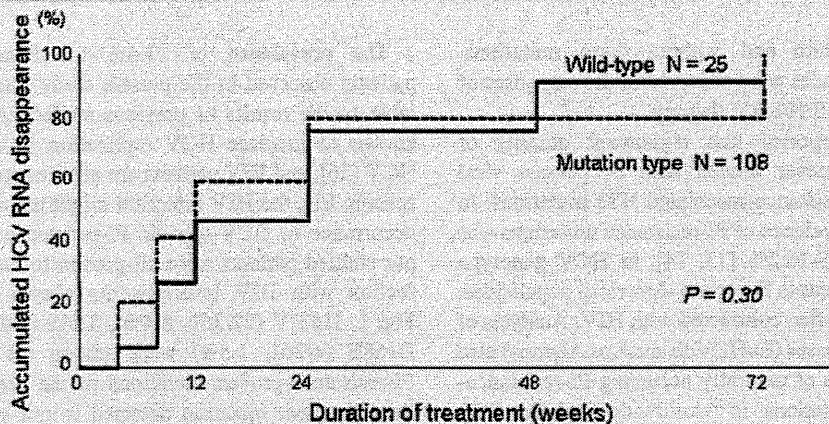 Accumulated HCV RNA disappearance (%)
100
80
60
40
20
0
Wild-type N = 25
Mutation type N = 108
P = 0.30
0
12
24
48
72
Duration of treatment (weeks)